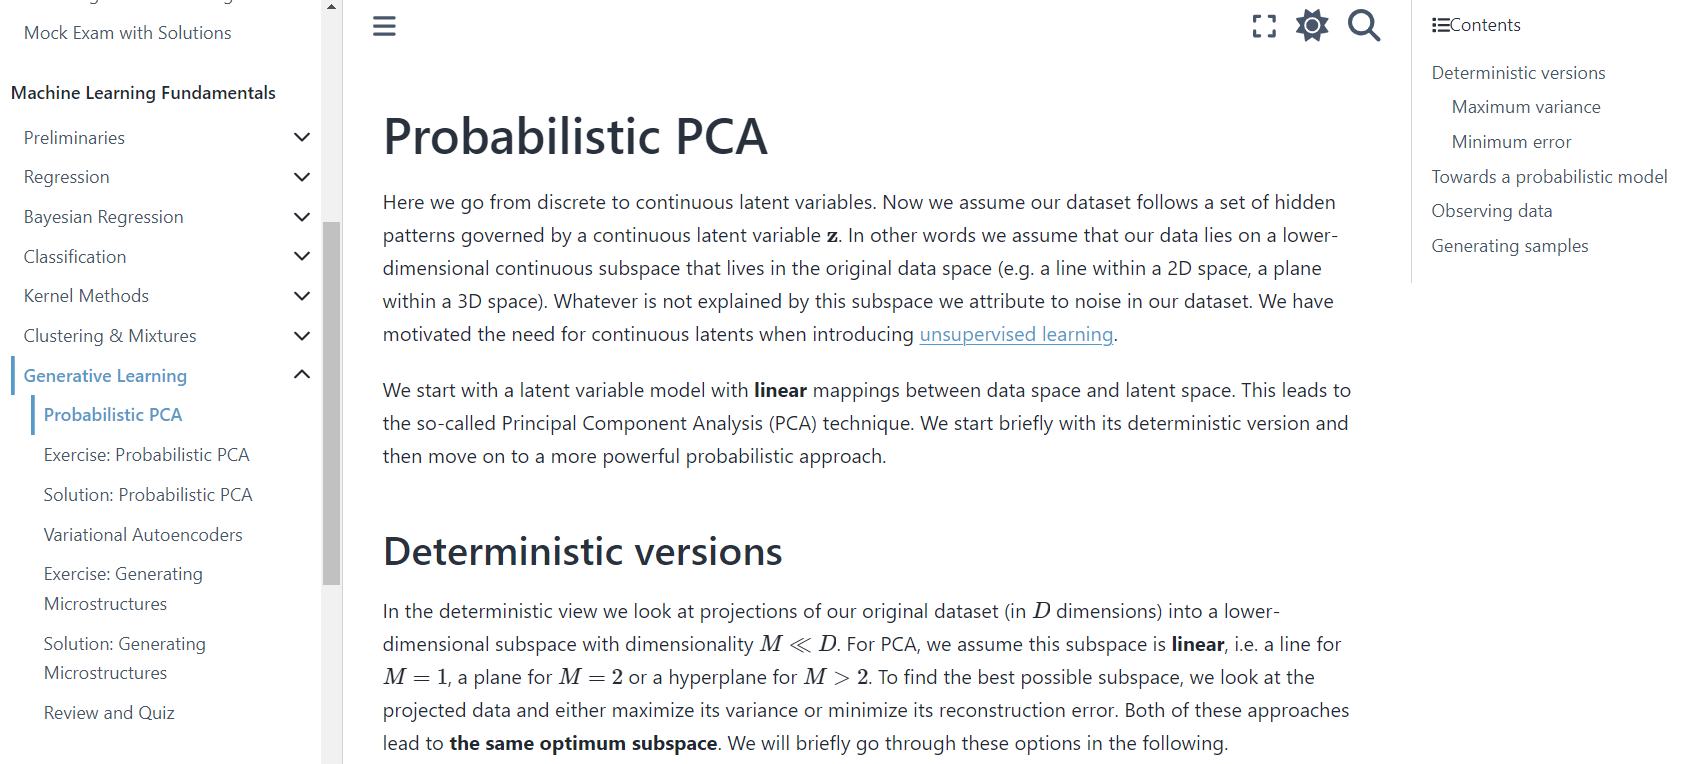 Mock Exam with Solutions
Machine Learning Fundamentals
Preliminaries
Regression
Bayesian Regression
Classification
Kernel Methods
Clustering & Mixtures
Generative Learning
Probabilistic PCA
Exercise: Probabilistic PCA
Solution: Probabilistic PCA
Variational Autoencoders
Exercise: Generating
Microstructures
Solution: Generating
Microstructures
Review and Quiz
Probabilistic PCA
Here we go from discrete to continuous latent variables. Now we assume our dataset follows a set of hidden
patterns governed by a continuous latent variable z. In other words we assume that our data lies on a lower-
dimensional continuous subspace that lives in the original data space (e.g. a line within a 2D space, a plane
within a 3D space). Whatever is not explained by this subspace we attribute to noise in our dataset. We have
motivated the need for continuous latents when introducing unsupervised learning.
We start with a latent variable model with linear mappings between data space and latent space. This leads to
the so-called Principal Component Analysis (PCA) technique. We start briefly with its deterministic version and
then move on to a more powerful probabilistic approach.
Deterministic versions
In the deterministic view we look at projections of our original dataset (in D dimensions) into a lower-
dimensional subspace with dimensionality M ≪ D. For PCA, we assume this subspace is linear, i.e. a line for
M = 1, a plane for M = 2 or a hyperplane for M > 2. To find the best possible subspace, we look at the
projected data and either maximize its variance or minimize its reconstruction error. Both of these approaches
lead to the same optimum subspace. We will briefly go through these options in the following.
Contents
Deterministic versions
Maximum variance
Minimum error
Towards a probabilistic model
Observing data
Generating samples